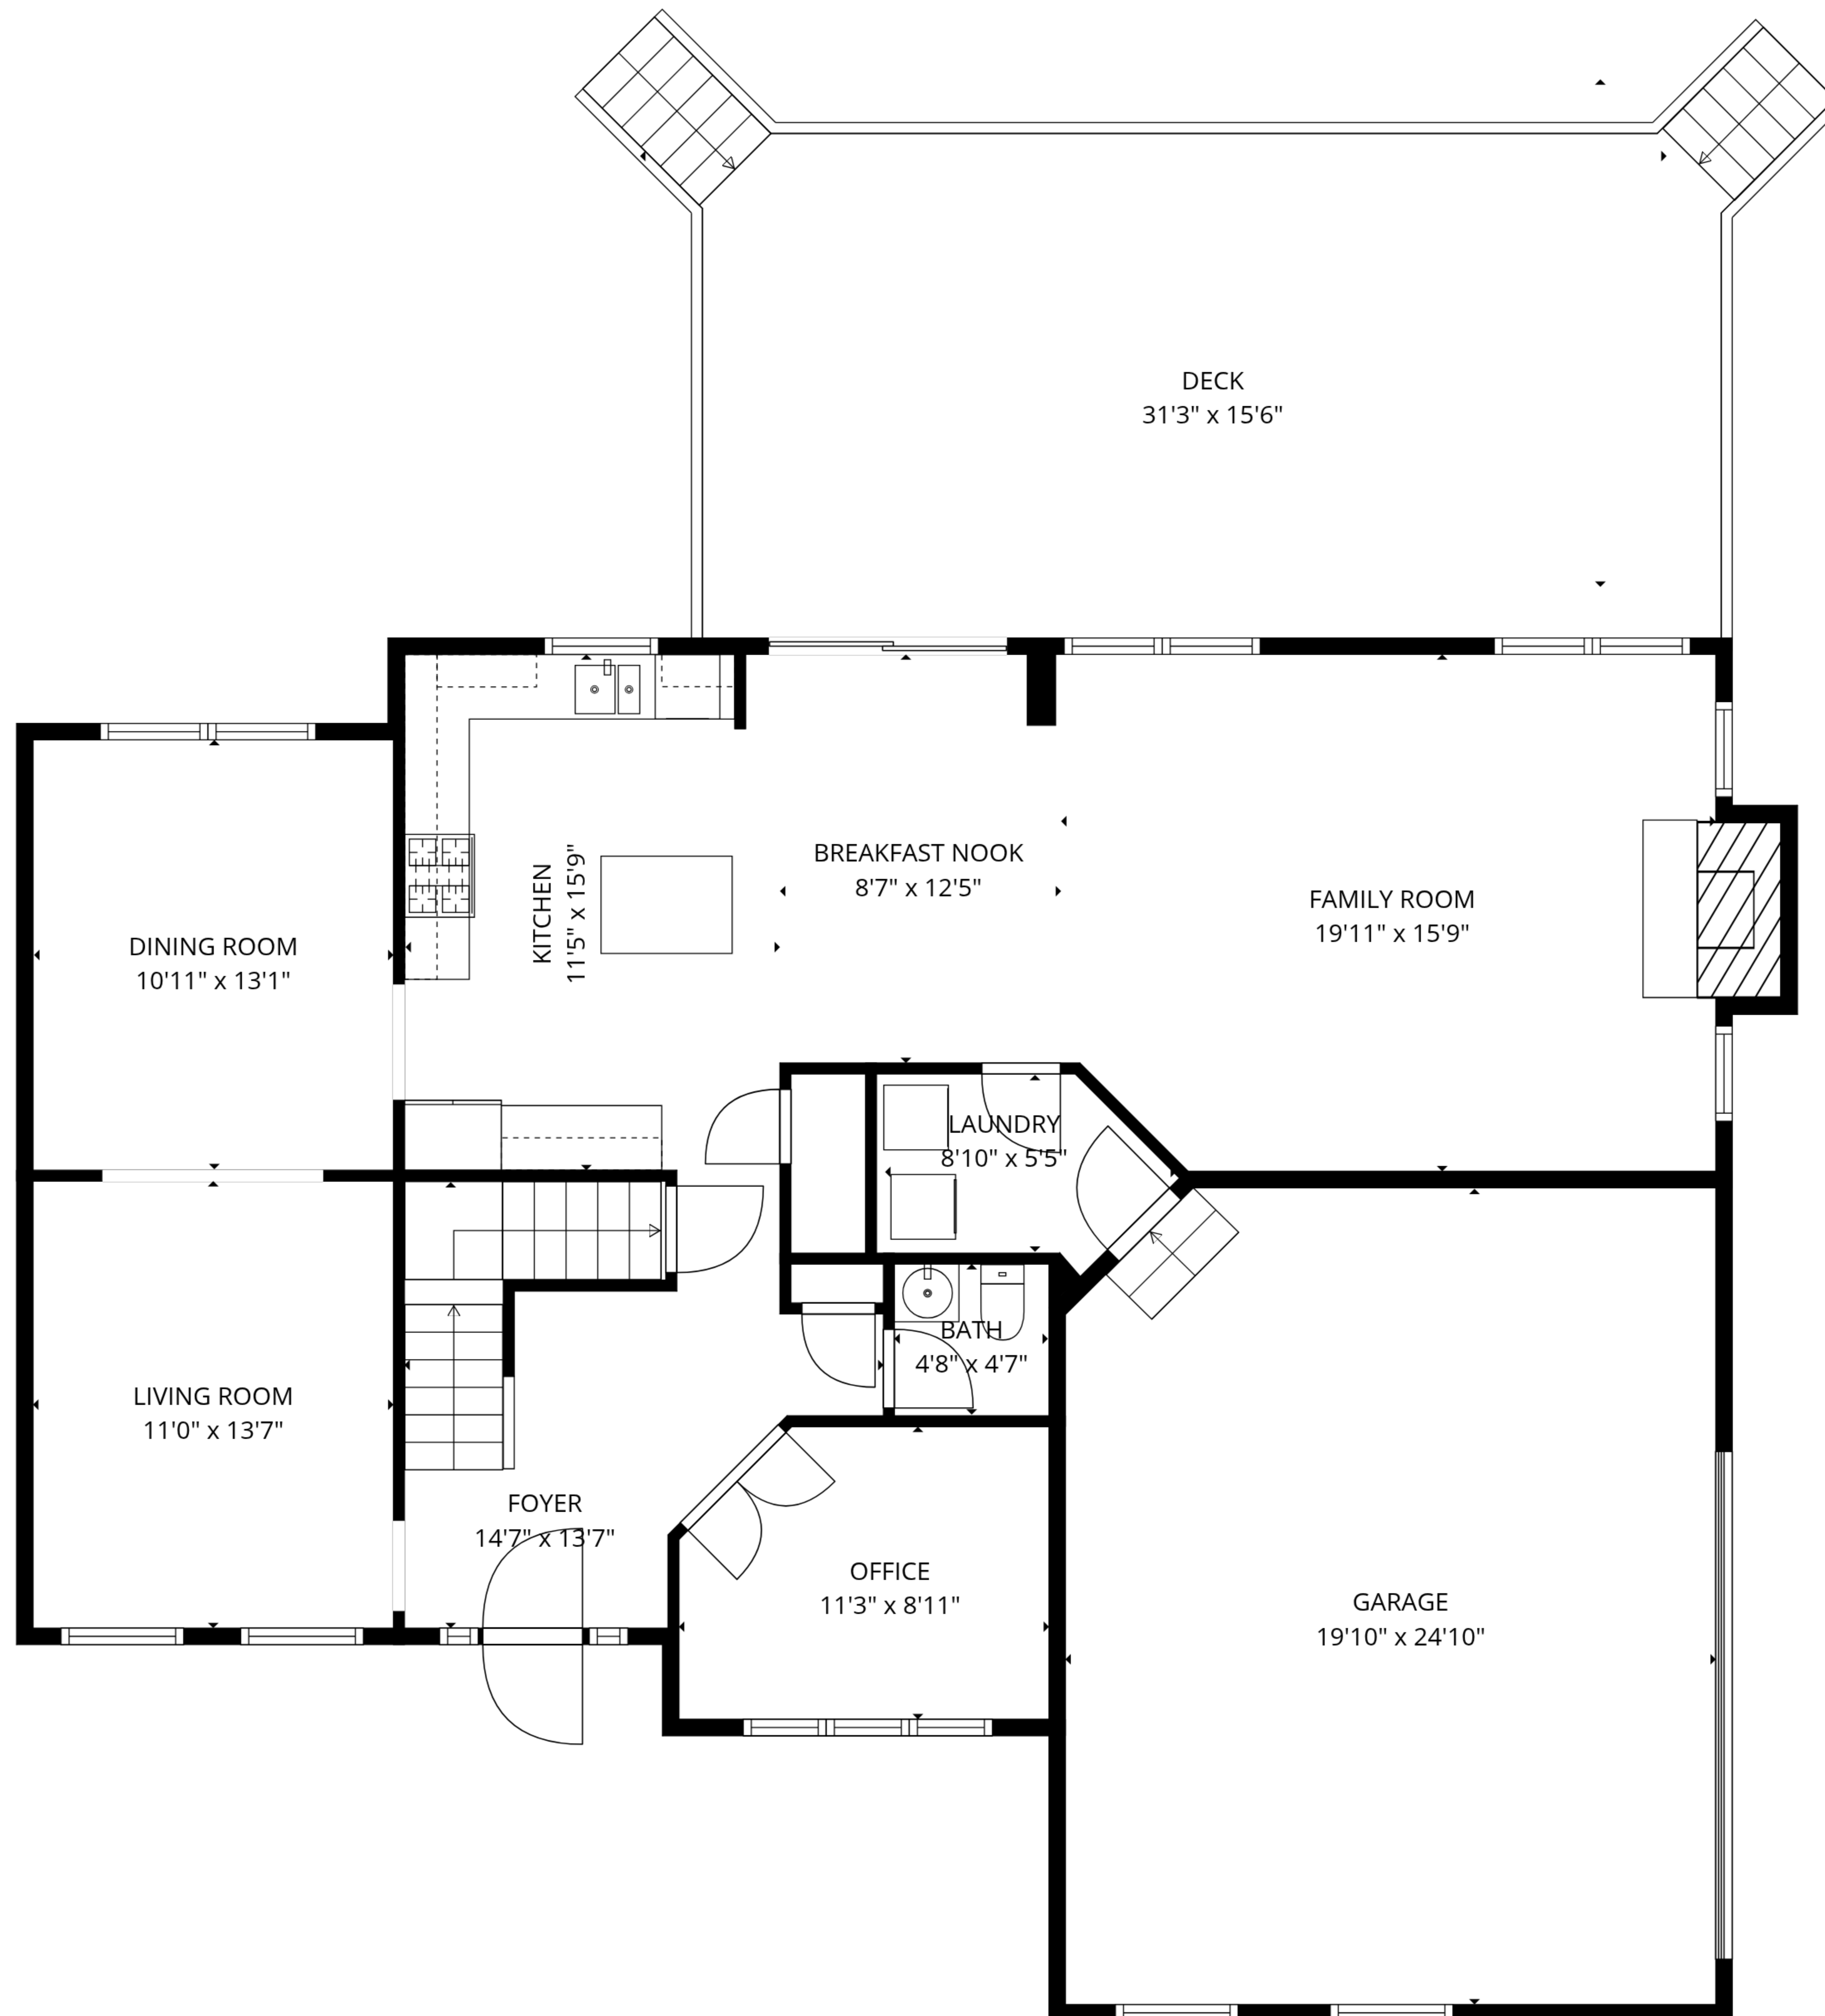 DECK
31'3" x 15'6"
BREAKFAST NOOK
8'7" x 12'5"
KITCHEN
11'5" x 15'9"
FAMILY ROOM
19'11" x 15'9"
DINING ROOM
10'11" x 13'1"
LAUNDRY
8'10" x 5'5"
BATH
4'8" x 4'7"
LIVING ROOM
11'0" x 13'7"
FOYER
14'7" x 13'7"
OFFICE
11'3" x 8'11"
GARAGE
19'10" x 24'10"